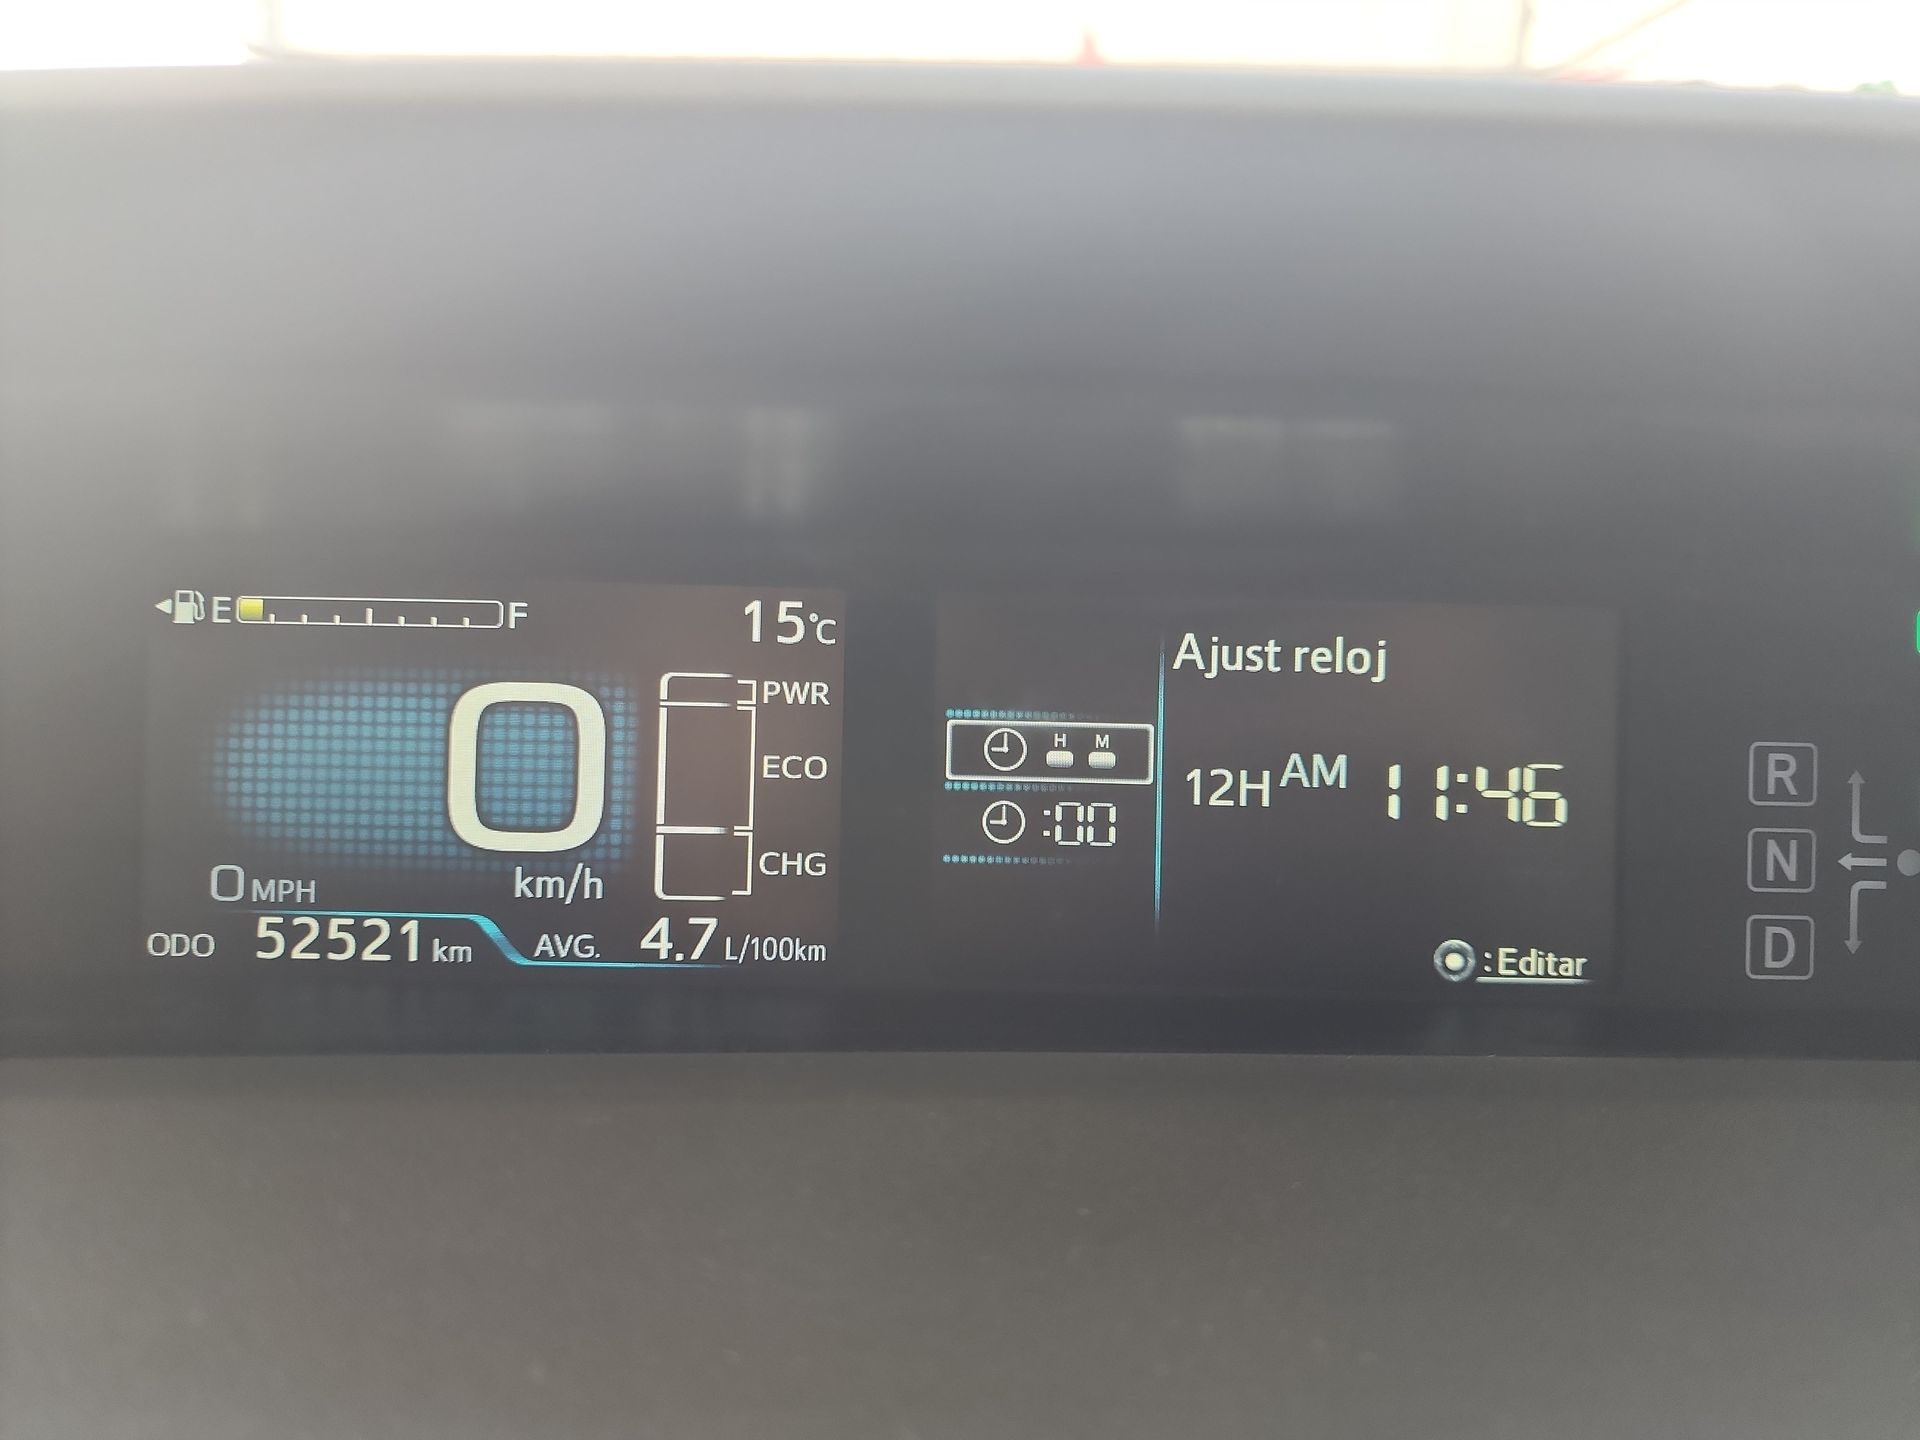 E F 15°C
0
km/h
0 MPH
PWR
ECO
CHG
ODO 52521 km AVG. 4.7 L/100km
Ajust reloj
H M
:00
12H AM 11:46
:Editar
R
N
D